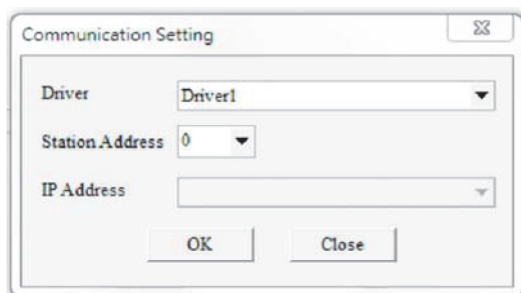 Communication Setting
Driver Driver1
Station Address 0
IP Address
OK Close